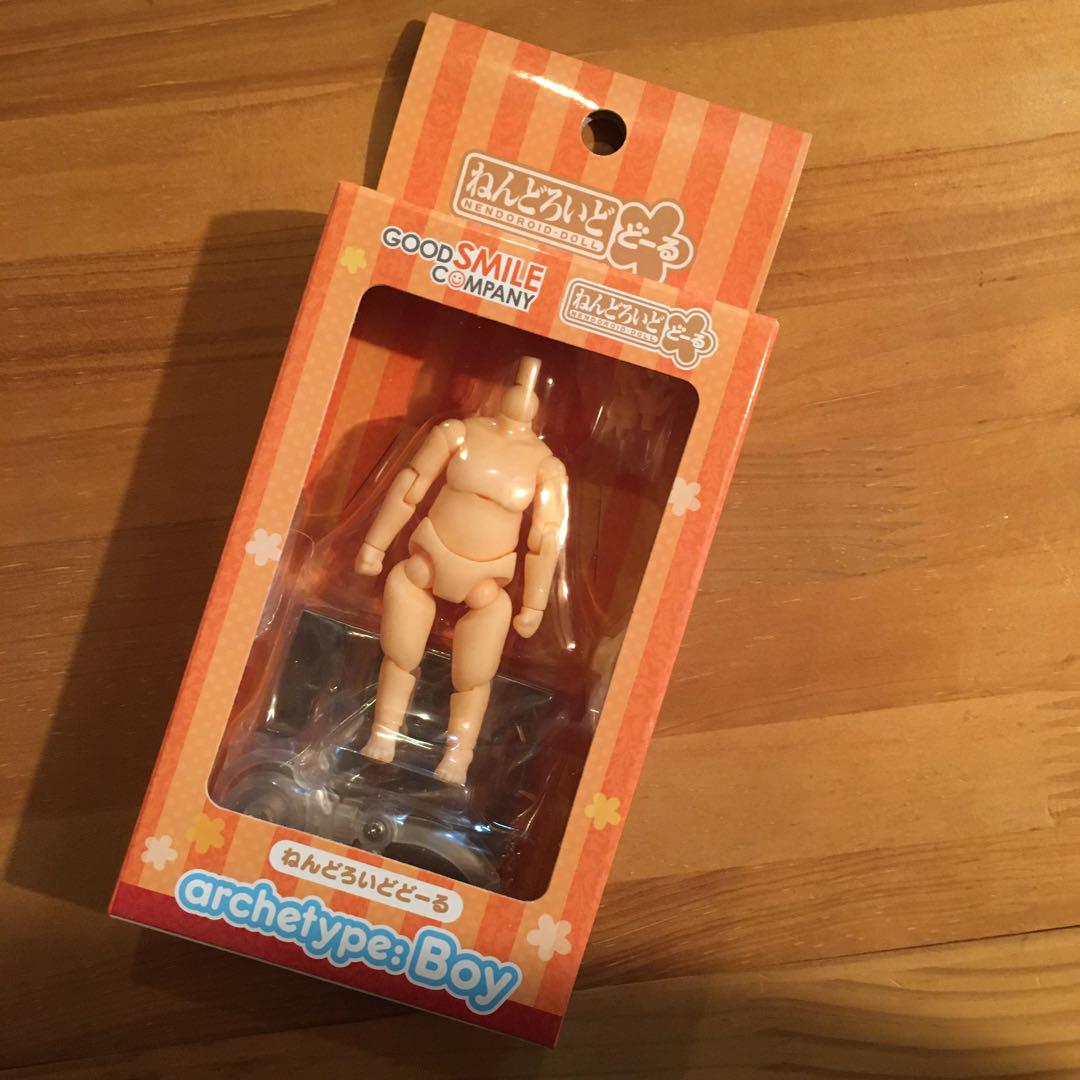 ねんどろいど
NENDOROID-DOLL
どーる
GOOD SMILE
COMPANY
ねんどろいど
NENDOROID-DOLL
どーる
ねんどろいどどーる
archetype: Boy